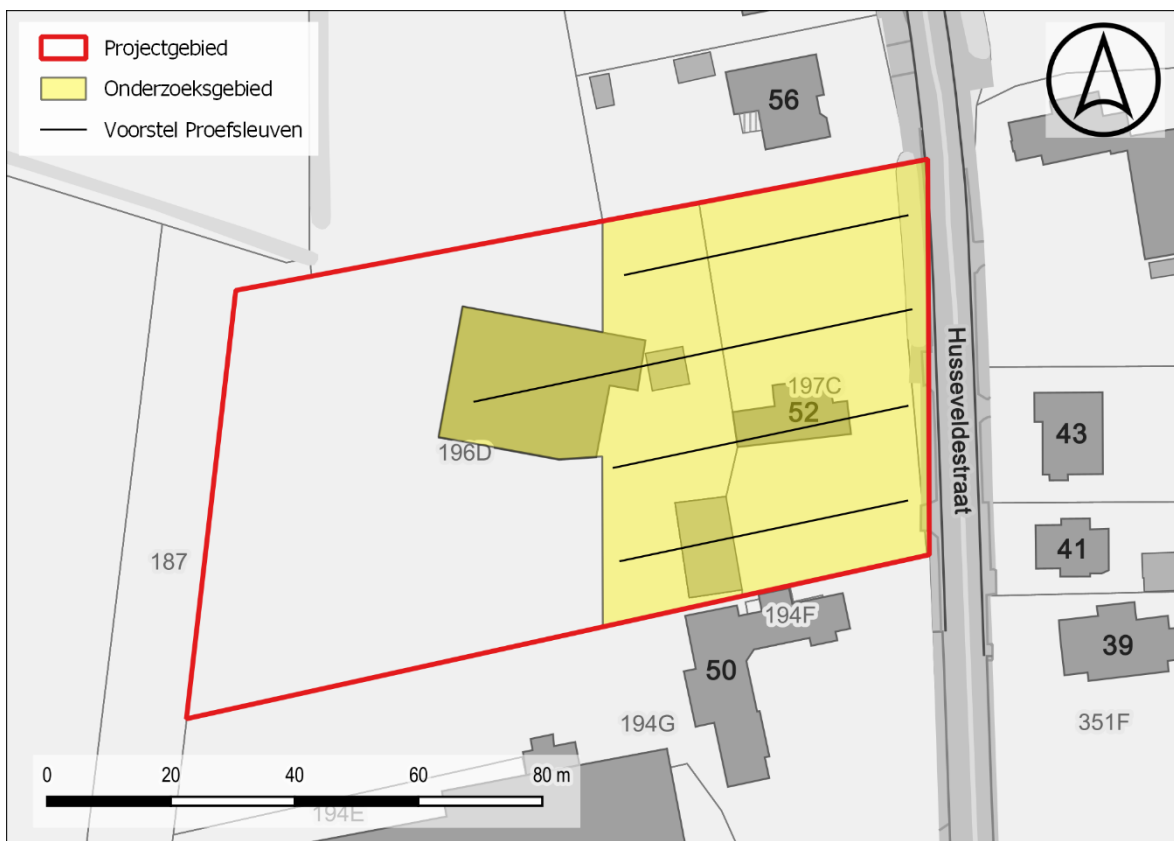 Projectgebied
Onderzoeksgebied
Voorstel Proefsleuven
56
Husseveldestraat
197C
52
43
196D
187
41
194F
39
50
194G
351F
0 20 40 60 80 m
194E